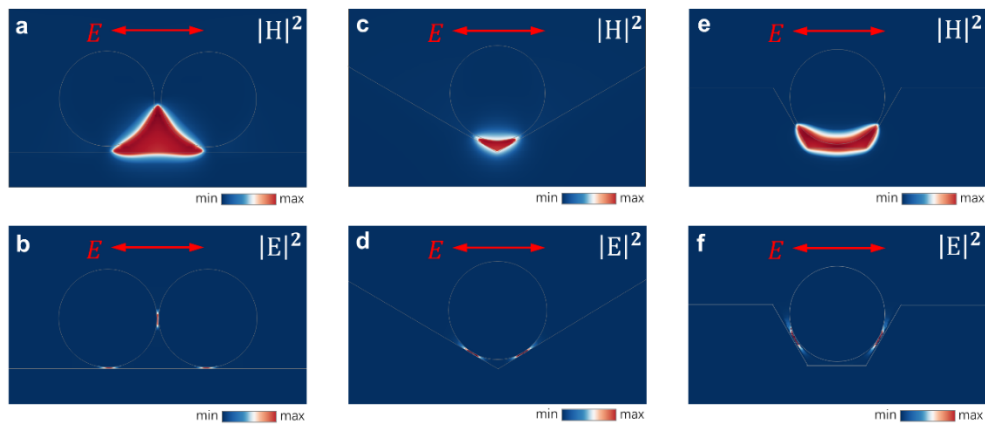 a E |H|²
min max
c E |H|²
min max
e E |H|²
min max
b E |E|²
min max
d E |E|²
min max
f E |E|²
min max